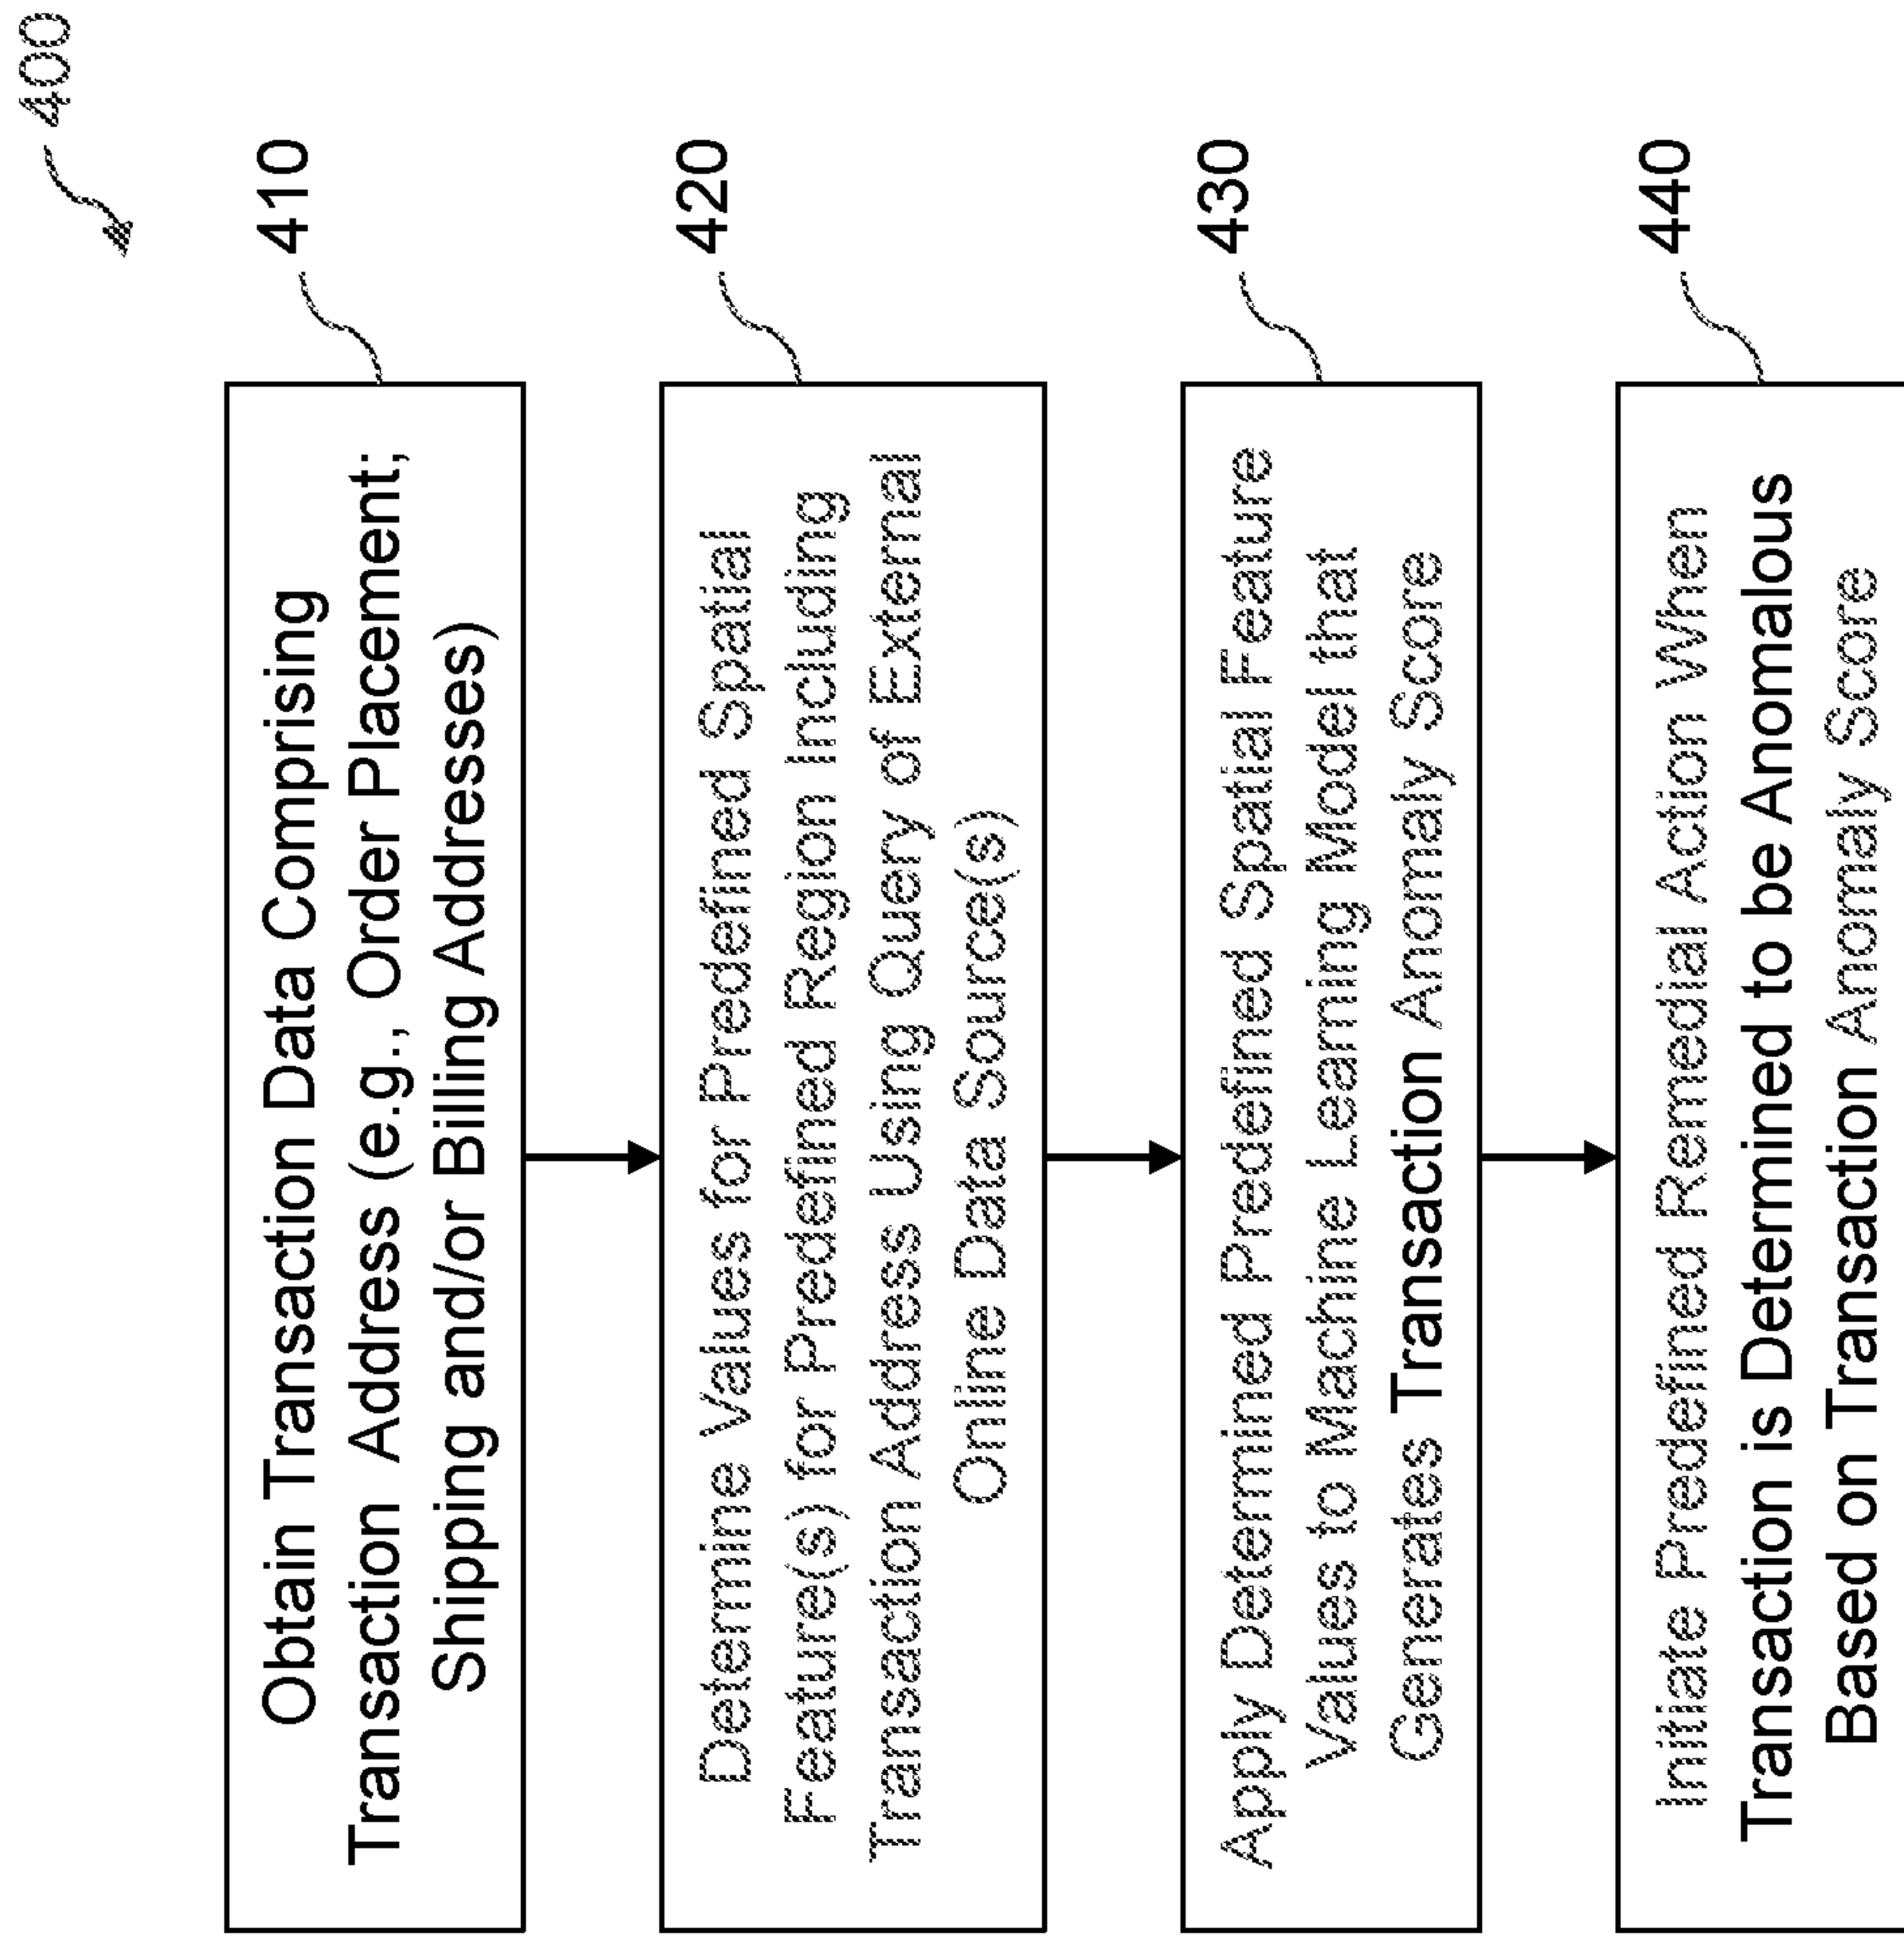 400
410
Obtain Transaction Data Comprising
Transaction Address (e.g., Order Placement;
Shipping and/or Billing Addresses)
420
Determine Values for Predefined Spatial
Feature(s) for Predefined Region Including
Transaction Address Using Query of External
Online Data Source(s)
430
Apply Determined Predefined Spatial Feature
Values to Machine Learning Model that
Generates Transaction Anomaly Score
440
Initiate Predefined Remedial Action When
Transaction is Determined to be Anomalous
Based on Transaction Anomaly Score